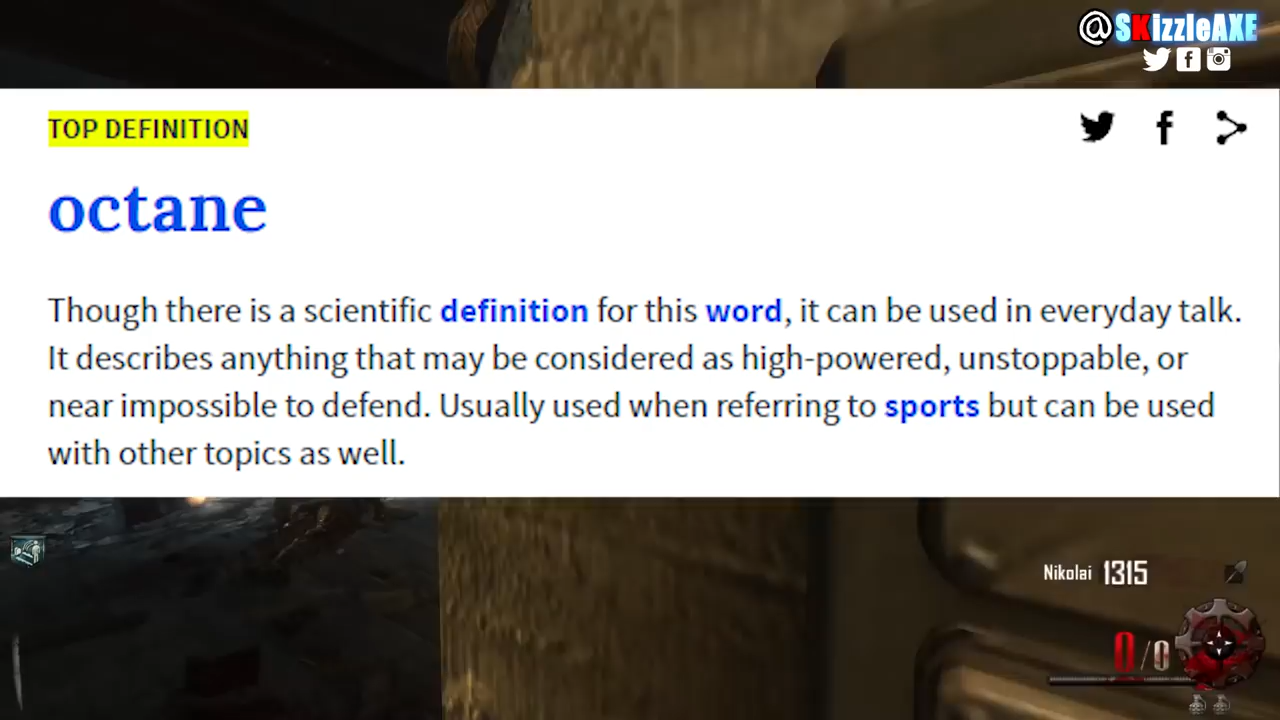 @SKizzleAXE
TOP DEFINITION
octane
Though there is a scientific definition for this word, it can be used in everyday talk.
It describes anything that may be considered as high-powered, unstoppable, or
near impossible to defend. Usually used when referring to sports but can be used
with other topics as well.
Nikolai 1315
0/0